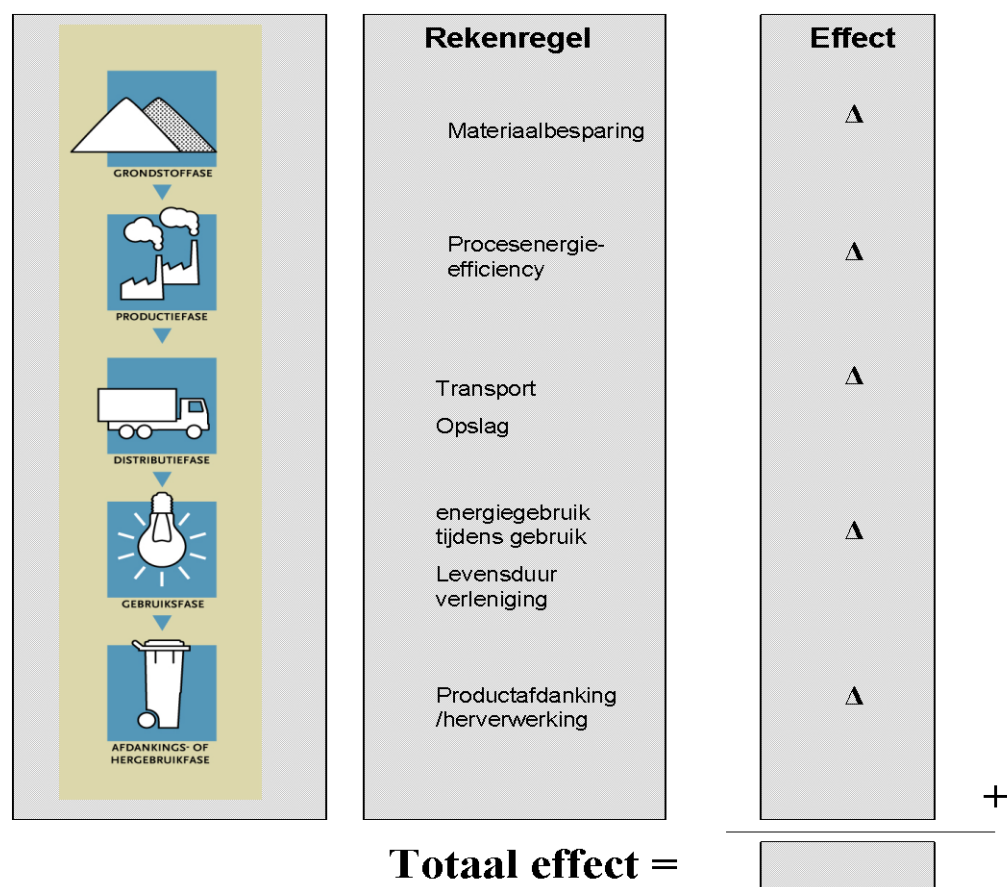 Rekenregel
Effect
GRONDSTOFFASE
Materiaalbesparing
Δ
PRODUCTIEFASE
Procesenergie-
efficiency
Δ
DISTRIBUTIEFASE
Transport
Opslag
Δ
GEBRUIKSFASE
energiegebruik
tijdens gebruik
Levensduur
verleniging
Δ
AFDANKINGS- OF
HERGEBRUIKFASE
Productafdanking
/herverwerking
Δ
+
Totaal effect =